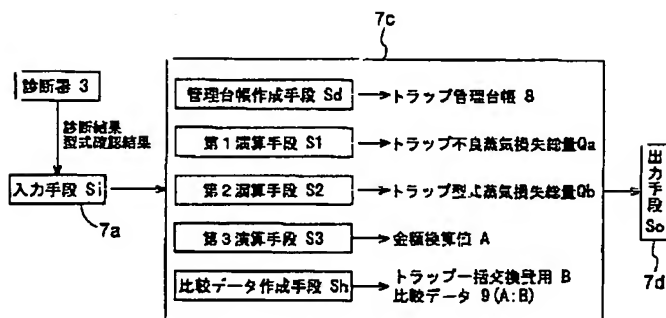 7c
診断器 3
診断結果
型式確認結果
入力手段 Si
7a
管理台帳作成手段 Sd
トラップ管理台帳 8
第1演算手段 S1
トラップ不良蒸気損失総量Qa
第2演算手段 S2
トラップ型式蒸気損失総量Qb
第3演算手段 S3
金額換算値 A
比較データ作成手段 Sh
トラップ一括交換費用 B
比較データ 9(A:B)
出力手段 So
7d